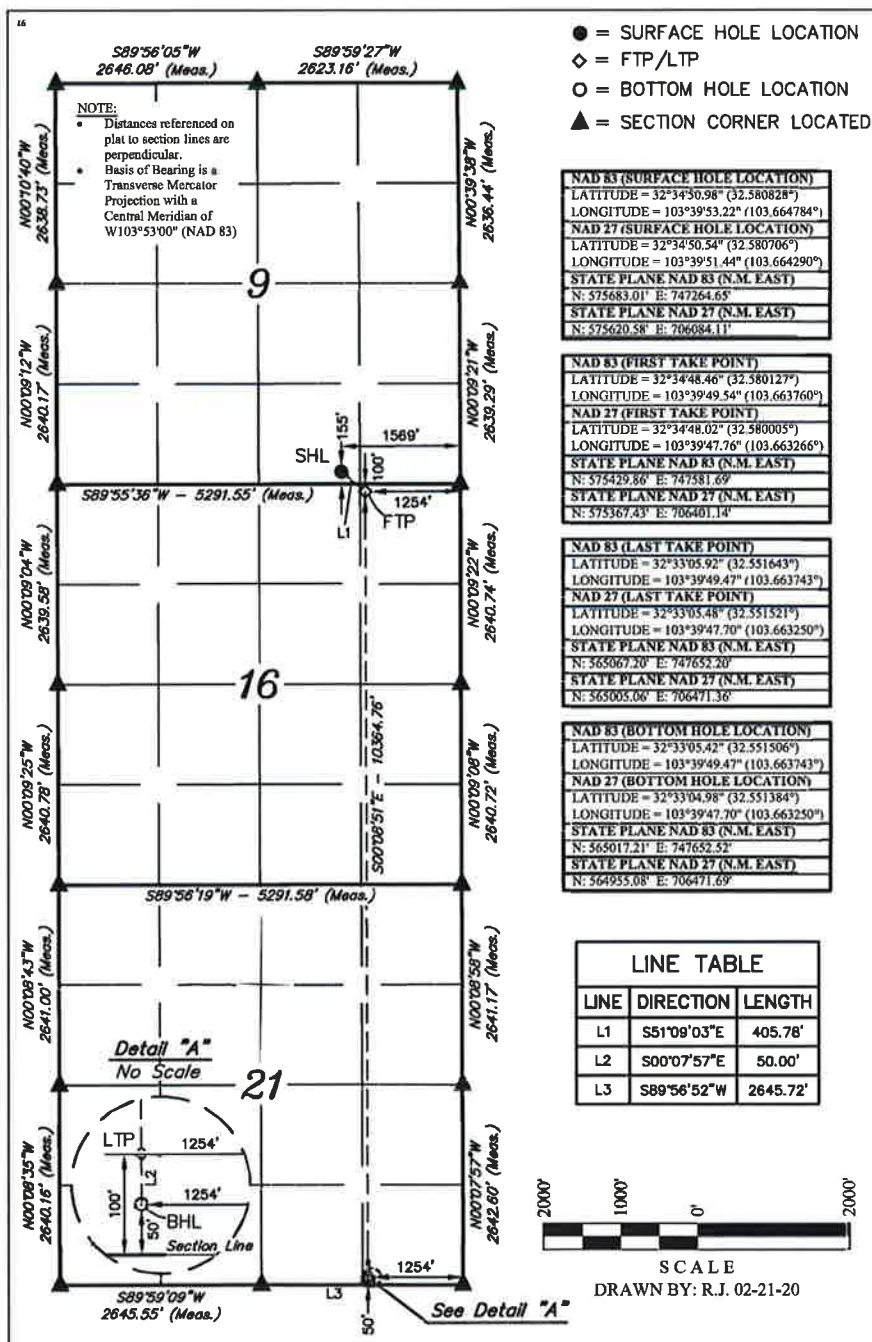 16
S89°56'05"W
2646.08' (Meas.)
S89°59'27"W
2623.16' (Meas.)
NOTE:
• Distances referenced on
plat to section lines are
perpendicular.
• Basis of Bearing is a
Transverse Mercator
Projection with a
Central Meridian of
W103°53'00" (NAD 83)
N00°10'40"W
2638.73' (Meas.)
N00°39'38"W
2636.44' (Meas.)
9
N00°09'12"W
2640.17' (Meas.)
N00°09'21"W
2639.29' (Meas.)
155'
1569'
SHL
100'
S89°55'36"W – 5291.55' (Meas.)
1254'
L1
FTP
N00°09'04"W
2639.58' (Meas.)
N00°09'22"W
2640.74' (Meas.)
16
S00°08'51"E – 10364.76'
N00°09'25"W
2640.78' (Meas.)
N00°09'08"W
2640.72' (Meas.)
S89°56'19"W – 5291.58' (Meas.)
N00°08'43"W
2641.00' (Meas.)
N00°08'58"W
2641.17' (Meas.)
Detail "A"
No Scale
21
LTP
1254'
L2
100'
1254'
BHL
50'
Section Line
N00°08'35"W
2640.16' (Meas.)
N00°07'57"W
2642.60' (Meas.)
1254'
S89°59'09"W
2645.55' (Meas.)
L3
50'
See Detail "A"
● = SURFACE HOLE LOCATION
◇ = FTP/LTP
○ = BOTTOM HOLE LOCATION
▲ = SECTION CORNER LOCATED
NAD 83 (SURFACE HOLE LOCATION)
LATITUDE = 32°34'50.98" (32.580828°)
LONGITUDE = 103°39'53.22" (103.664784°)
NAD 27 (SURFACE HOLE LOCATION)
LATITUDE = 32°34'50.54" (32.580706°)
LONGITUDE = 103°39'51.44" (103.664290°)
STATE PLANE NAD 83 (N.M. EAST)
N: 575683.01' E: 747264.65'
STATE PLANE NAD 27 (N.M. EAST)
N: 575620.58' E: 706084.11'
NAD 83 (FIRST TAKE POINT)
LATITUDE = 32°34'48.46" (32.580127°)
LONGITUDE = 103°39'49.54" (103.663760°)
NAD 27 (FIRST TAKE POINT)
LATITUDE = 32°34'48.02" (32.580005°)
LONGITUDE = 103°39'47.76" (103.663266°)
STATE PLANE NAD 83 (N.M. EAST)
N: 575429.86' E: 747581.69'
STATE PLANE NAD 27 (N.M. EAST)
N: 575367.43' E: 706401.14'
NAD 83 (LAST TAKE POINT)
LATITUDE = 32°33'05.92" (32.551643°)
LONGITUDE = 103°39'49.47" (103.663743°)
NAD 27 (LAST TAKE POINT)
LATITUDE = 32°33'05.48" (32.551521°)
LONGITUDE = 103°39'47.70" (103.663250°)
STATE PLANE NAD 83 (N.M. EAST)
N: 565067.20' E: 747652.20'
STATE PLANE NAD 27 (N.M. EAST)
N: 565005.06' E: 706471.36'
NAD 83 (BOTTOM HOLE LOCATION)
LATITUDE = 32°33'05.42" (32.551506°)
LONGITUDE = 103°39'49.47" (103.663743°)
NAD 27 (BOTTOM HOLE LOCATION)
LATITUDE = 32°33'04.98" (32.551384°)
LONGITUDE = 103°39'47.70" (103.663250°)
STATE PLANE NAD 83 (N.M. EAST)
N: 565017.21' E: 747652.52'
STATE PLANE NAD 27 (N.M. EAST)
N: 564955.08' E: 706471.69'
LINE TABLE
LINE DIRECTION LENGTH
L1 S51°09'03"E 405.78'
L2 S00°07'57"E 50.00'
L3 S89°56'52"W 2645.72'
2000' 1000' 0' 2000'
SCALE
DRAWN BY: R.J. 02-21-20